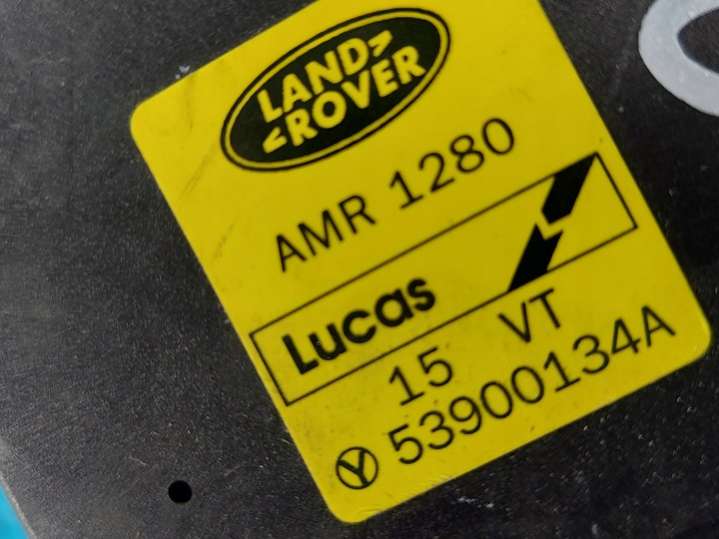 LAND
ROVER
AMR 1280
Lucas
15 VT
53900134A